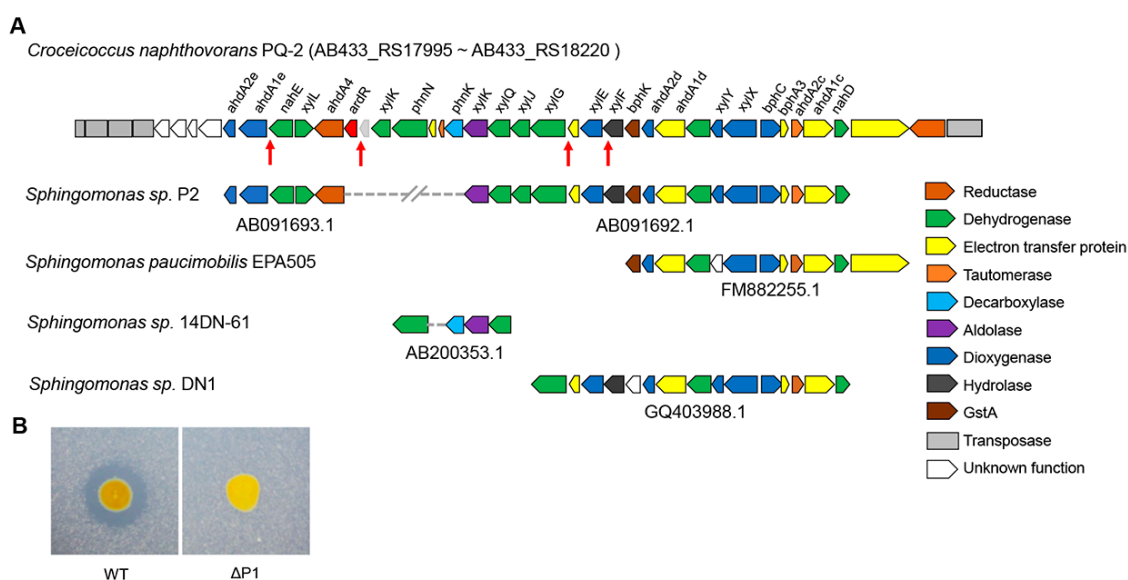 A
Croceicoccus naphthovorans PQ-2 (AB433_RS17995 ~ AB433_RS18220 )
ahdA2e ahdA1e nahE xylL ahdA4 ardR xylK phnN phnK xylK xylQ xylJ xylG xylE xylF bphK ahdA2d ahdA1d xylY xylX bphC bphA3 ahdA2c ahdA1c nahD
Sphingomonas sp. P2
AB091693.1
AB091692.1
Sphingomonas paucimobilis EPA505
FM882255.1
Sphingomonas sp. 14DN-61
AB200353.1
Sphingomonas sp. DN1
GQ403988.1
Reductase
Dehydrogenase
Electron transfer protein
Tautomerase
Decarboxylase
Aldolase
Dioxygenase
Hydrolase
GstA
Transposase
Unknown function
B
WT
ΔP1